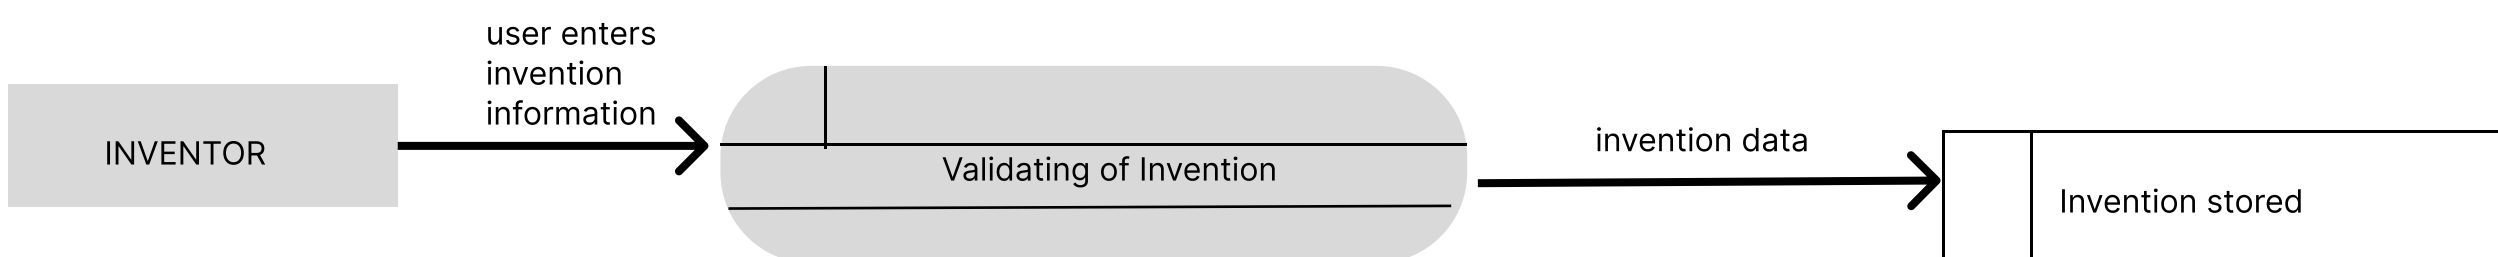 user enters
invention
information
INVENTOR
Validating of Invention
invention data
Invention stored